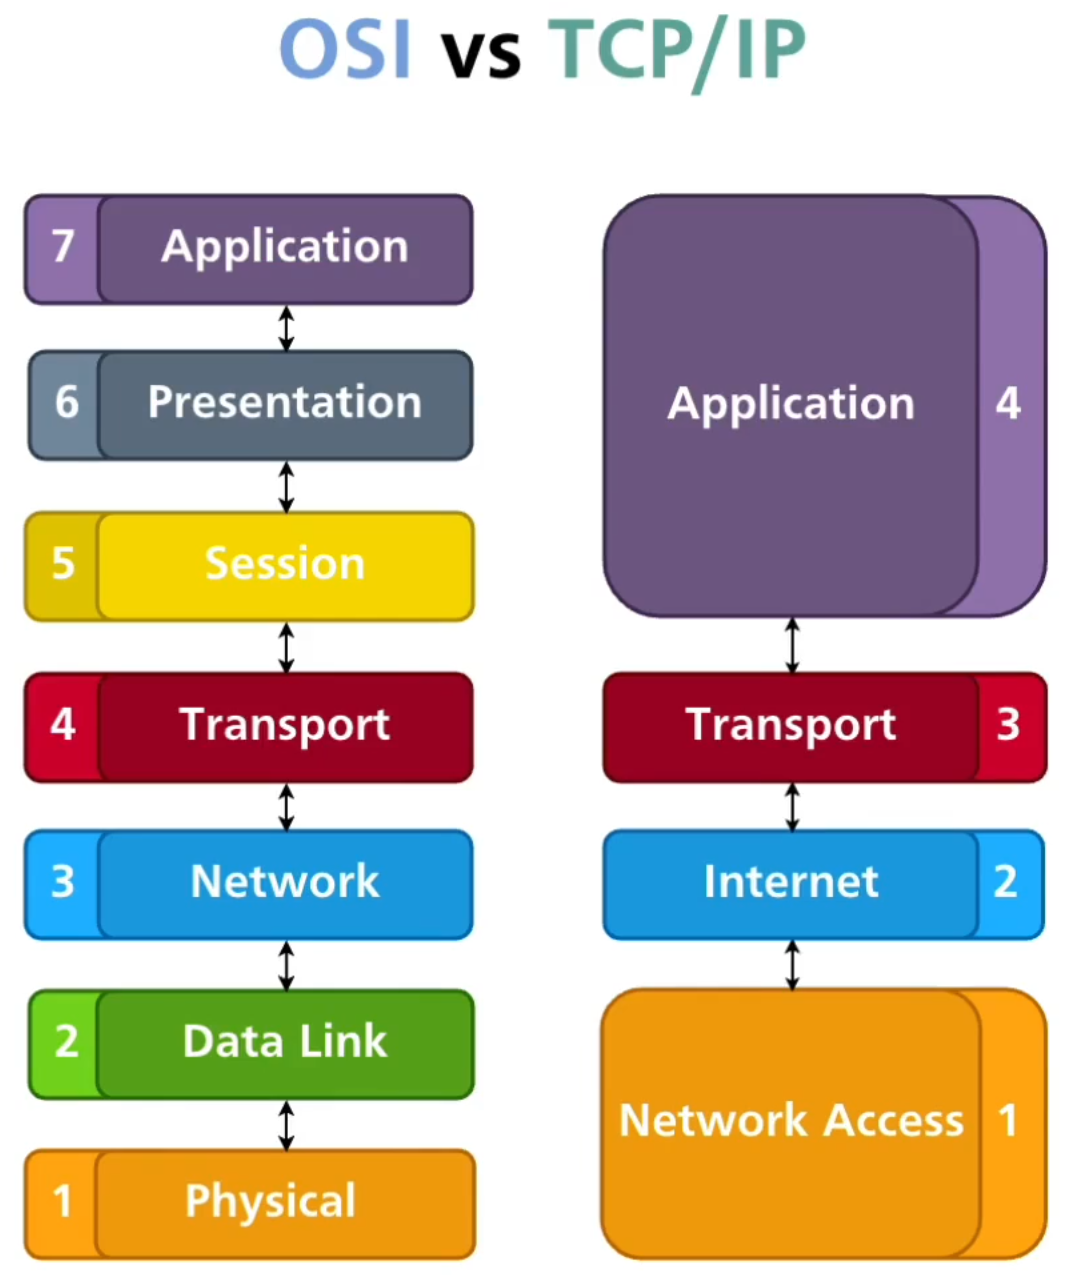 OSI vs TCP/IP
7 Application
6 Presentation
5 Session
4 Transport
3 Network
2 Data Link
1 Physical
Application 4
Transport 3
Internet 2
Network Access 1